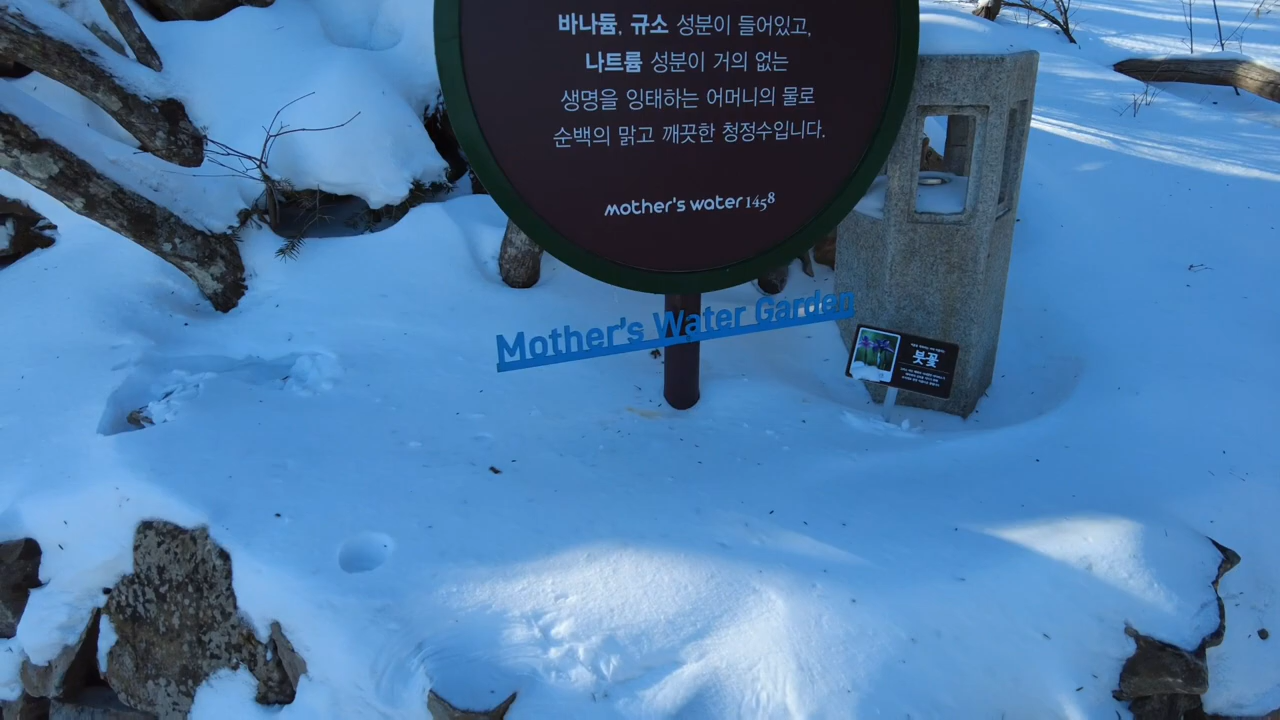 바나듐, 규소 성분이 들어있고,
나트륨 성분이 거의 없는
생명을 잉태하는 어머니의 물로
순백의 맑고 깨끗한 청정수입니다.
mother's water 1458
Mother's Water Garden
붓꽃